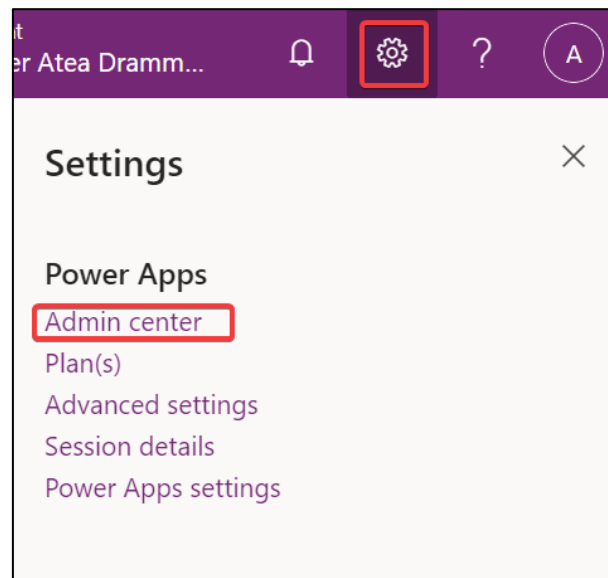 er Atea Dramm...
?
A
Settings
Power Apps
Admin center
Plan(s)
Advanced settings
Session details
Power Apps settings